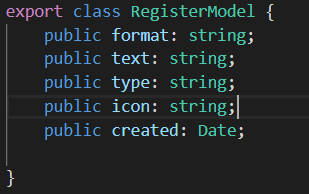 export class RegisterModel {
    public format: string;
    public text: string;
    public type: string;
    public icon: string;
    public created: Date;
}